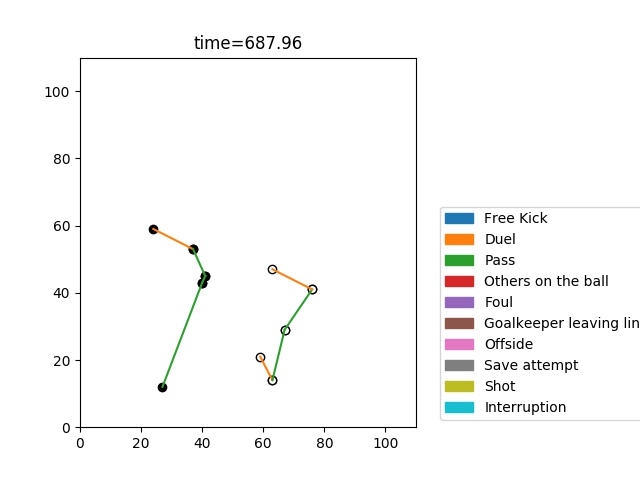 time=687.96
100
80
60
40
20
0
0 20 40 60 80 100
Free Kick
Duel
Pass
Others on the ball
Foul
Goalkeeper leaving lin
Offside
Save attempt
Shot
Interruption